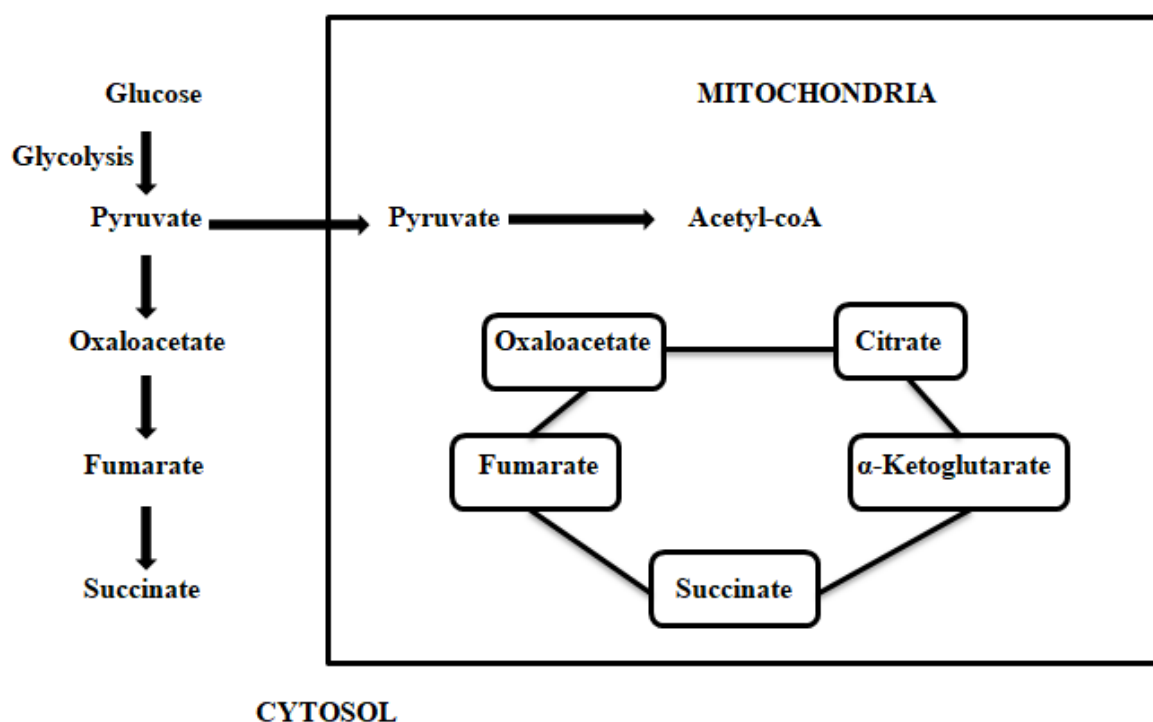 Glucose
MITOCHONDRIA
Glycolysis
Pyruvate
Pyruvate
Acetyl-coA
Oxaloacetate
Oxaloacetate
Citrate
Fumarate
Fumarate
α-Ketoglutarate
Succinate
Succinate
CYTOSOL